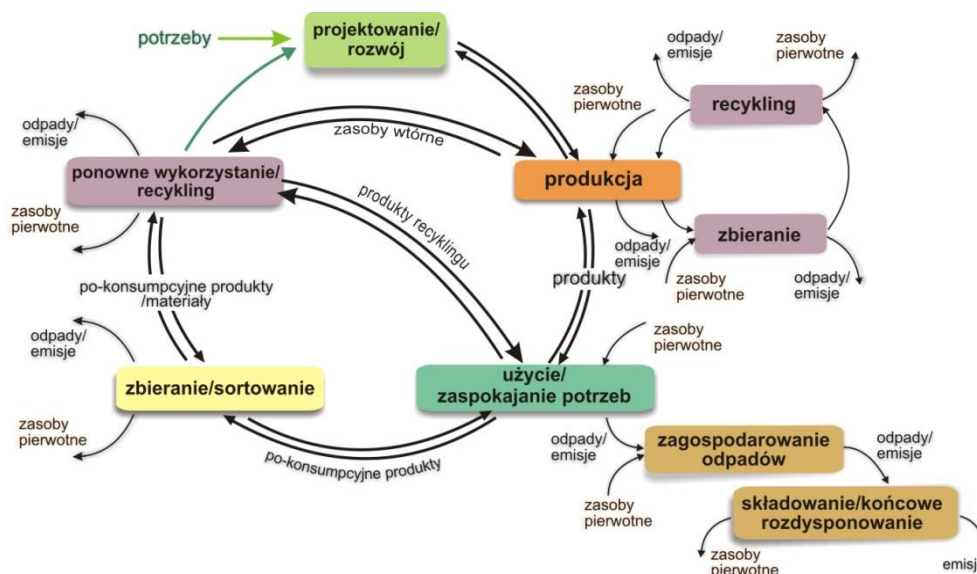 potrzeby
projektowanie/
rozwój
odpady/
emisje
zasoby
pierwotne
zasoby
pierwotne
recykling
zasoby wtórne
odpady/
emisje
ponowne wykorzystanie/
recykling
produkcja
produkty recyklingu
zasoby
pierwotne
odpady/
emisje
zbieranie
zasoby
pierwotne
odpady/
emisje
produkty
po-konsumpcyjne produkty
/materiały
odpady/
emisje
zasoby
pierwotne
zbieranie/sortowanie
użycie/
zaspokajanie potrzeb
zasoby
pierwotne
po-konsumpcyjne produkty
odpady/
emisje
zagospodarowanie
odpadów
odpady/
emisje
zasoby
pierwotne
składowanie/końcowe
rozdysponowanie
zasoby
pierwotne
emisje